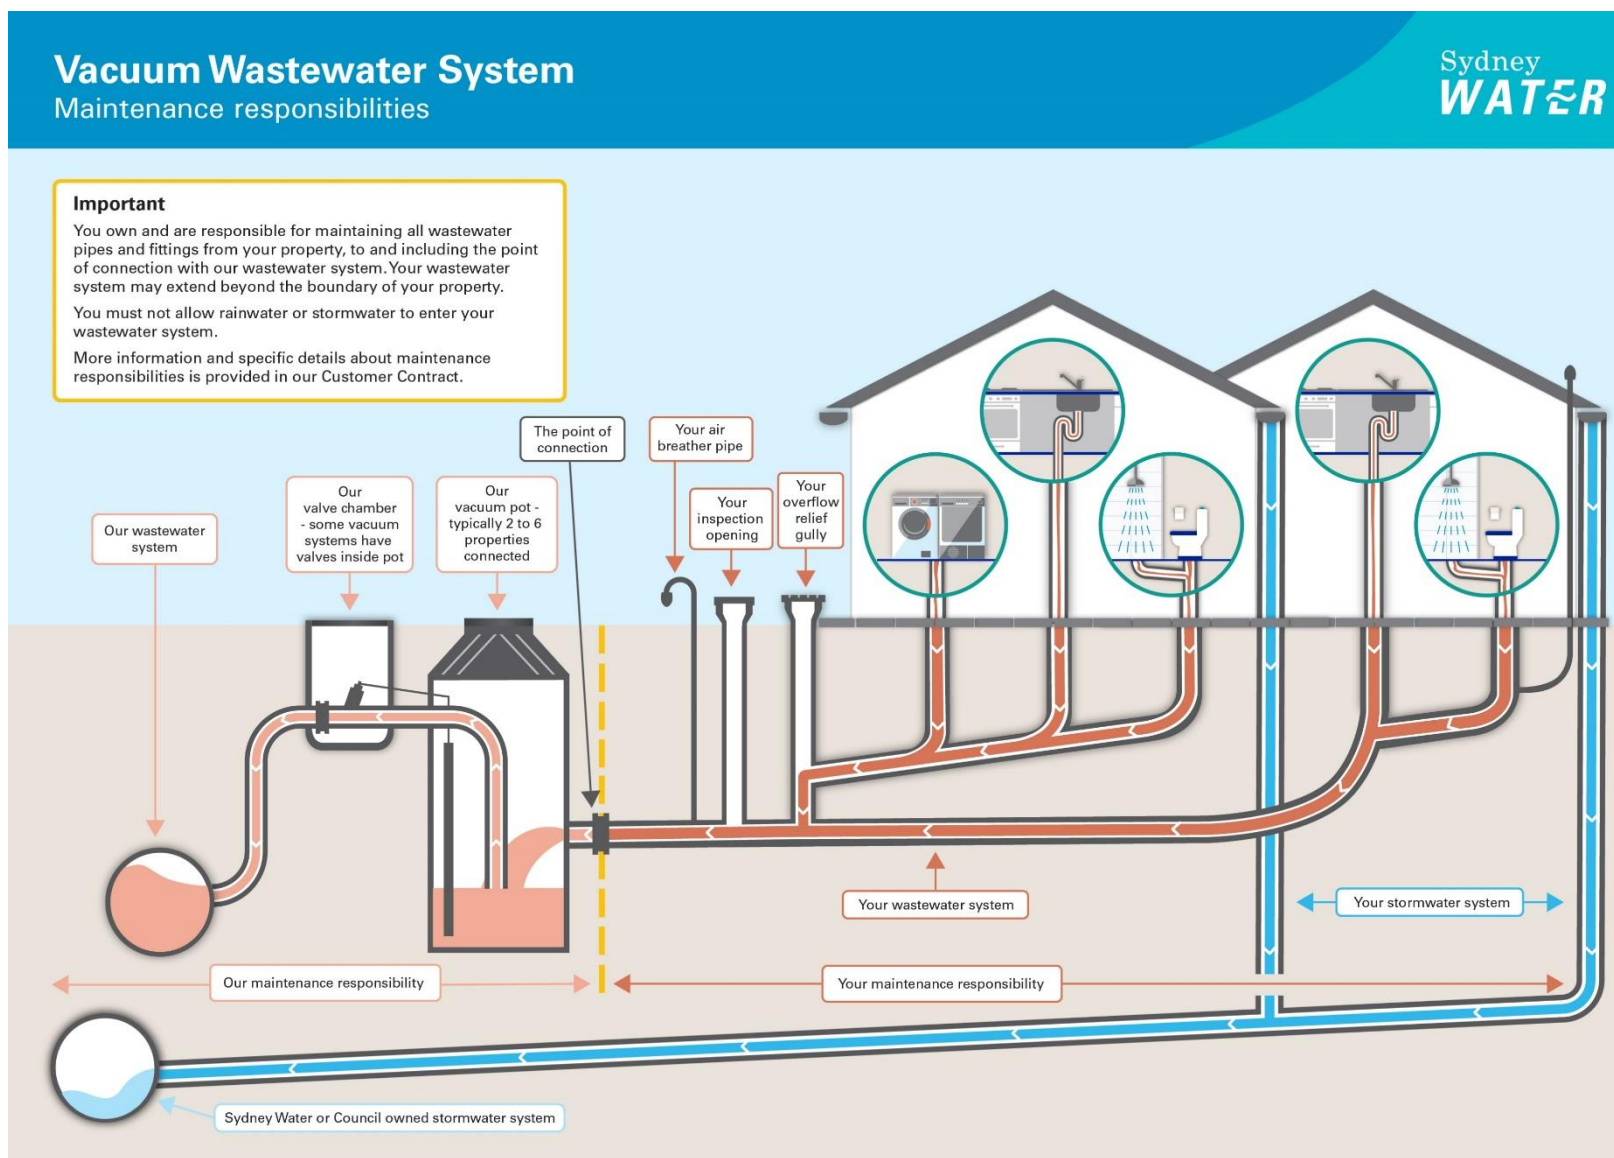 Vacuum Wastewater System
Maintenance responsibilities
Sydney
WATER
Important
You own and are responsible for maintaining all wastewater
pipes and fittings from your property, to and including the point
of connection with our wastewater system. Your wastewater
system may extend beyond the boundary of your property.
You must not allow rainwater or stormwater to enter your
wastewater system.
More information and specific details about maintenance
responsibilities is provided in our Customer Contract.
Our wastewater
system
Our
valve chamber
- some vacuum
systems have
valves inside pot
Our
vacuum pot -
typically 2 to 6
properties
connected
The point of
connection
Your air
breather pipe
Your
inspection
opening
Your
overflow
relief
gully
Your wastewater system
Your stormwater system
Our maintenance responsibility
Your maintenance responsibility
Sydney Water or Council owned stormwater system